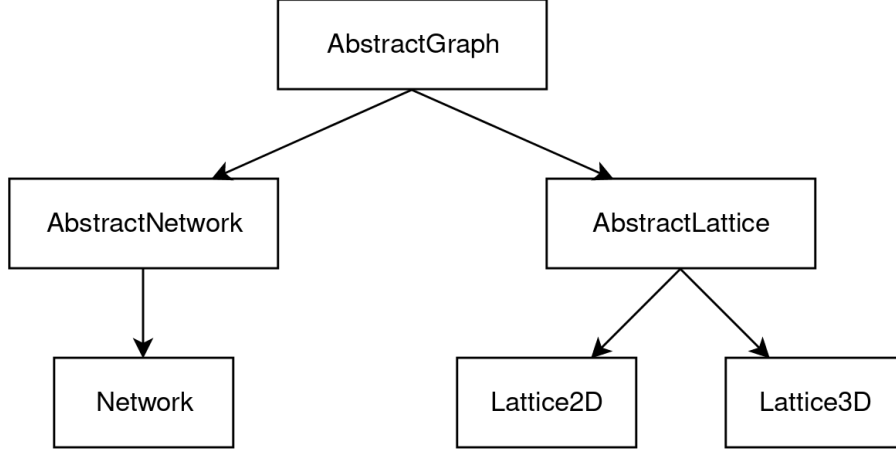 AbstractGraph
AbstractNetwork
AbstractLattice
Network
Lattice2D
Lattice3D